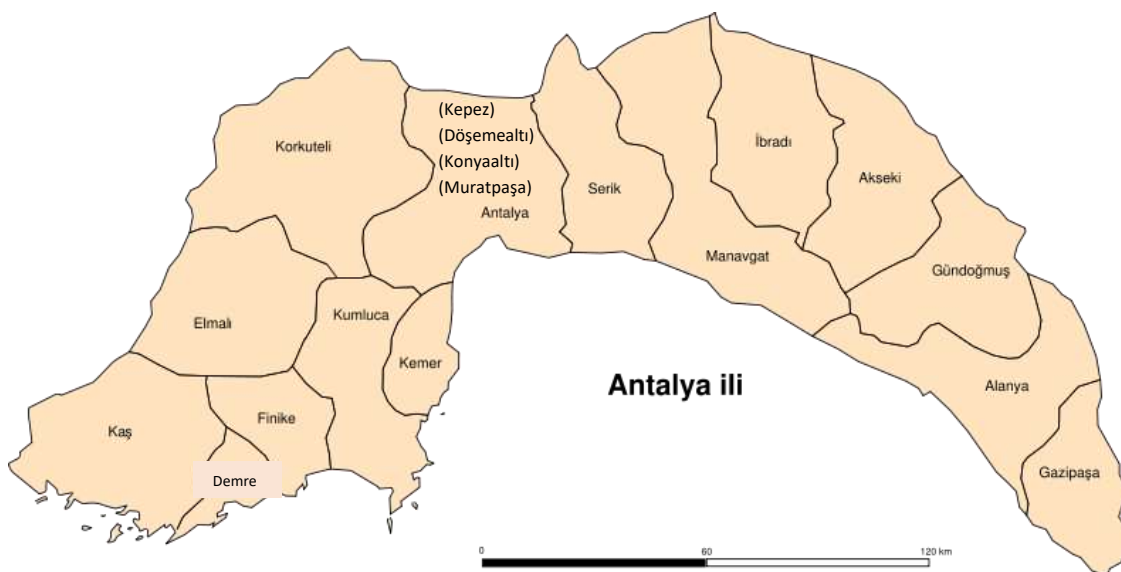 (Kepez)
(Döşemealtı)
(Konyaaltı)
(Muratpaşa)
Antalya
Korkuteli
Serik
İbradı
Akseki
Manavgat
Gündoğmuş
Elmalı
Kumluca
Kemer
Antalya ili
Alanya
Kaş
Finike
Gazipaşa
Demre
0
60
120 km